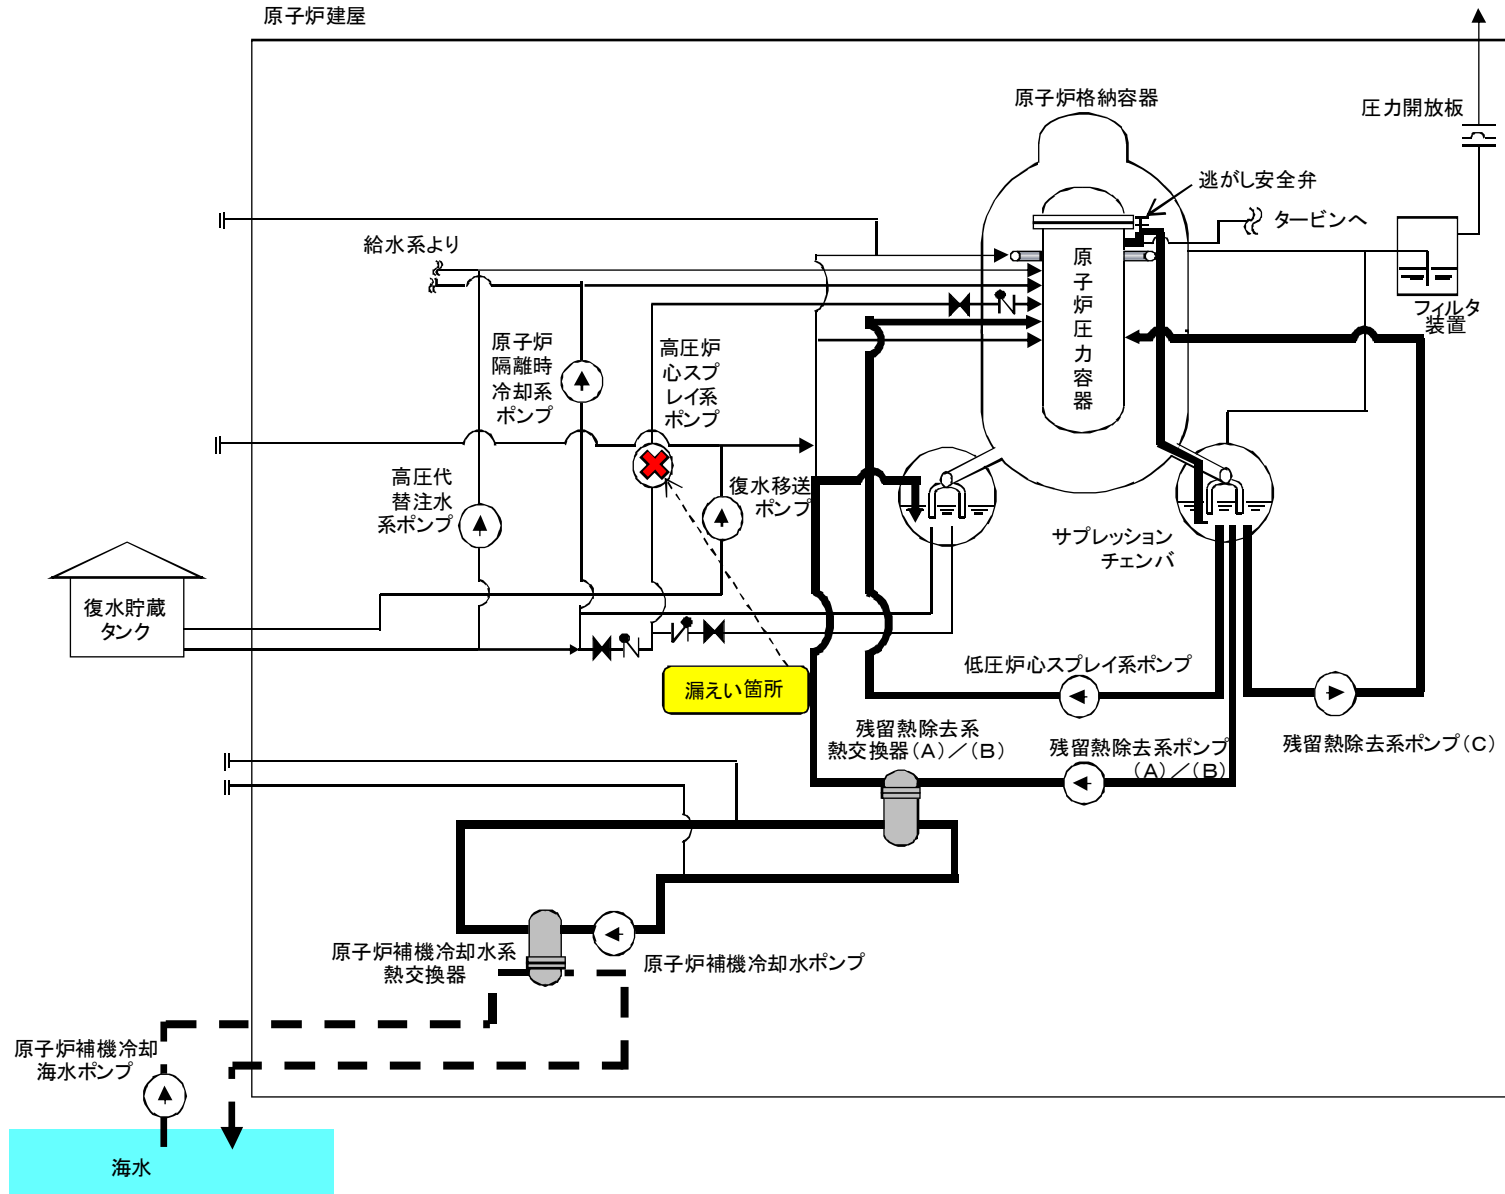 原子炉建屋
原子炉格納容器
圧力開放板
逃がし安全弁
タービンへ
給水系より
フィルタ
装置
原
子
炉
圧
力
容
器
原子炉
隔離時
冷却系
ポンプ
高圧炉
心スプ
レイ系
ポンプ
高圧代
替注水
系ポンプ
復水移送
ポンプ
サプレッション
チェンバ
復水貯蔵
タンク
漏えい箇所
低圧炉心スプレイ系ポンプ
残留熱除去系
熱交換器(A)／(B)
残留熱除去系ポンプ
(A)／(B)
残留熱除去系ポンプ(C)
原子炉補機冷却水系
熱交換器
原子炉補機冷却水ポンプ
原子炉補機冷却
海水ポンプ
海水